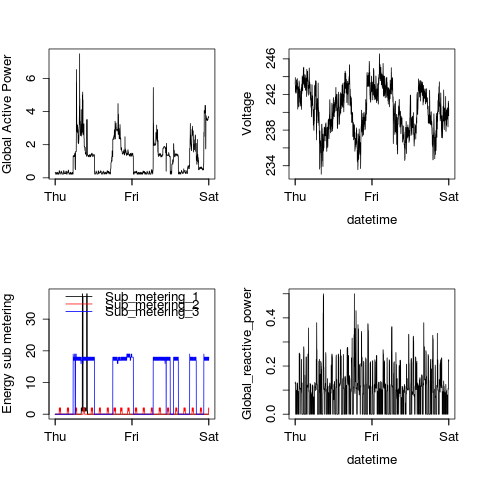 Global Active Power
0 2 4 6
Thu Fri Sat
Voltage
234 238 242 246
Thu Fri Sat
datetime
Energy sub metering
0 10 20 30
Sub_metering_1
Sub_metering_2
Sub_metering_3
Thu Fri Sat
Global_reactive_power
0.0 0.2 0.4
Thu Fri Sat
datetime